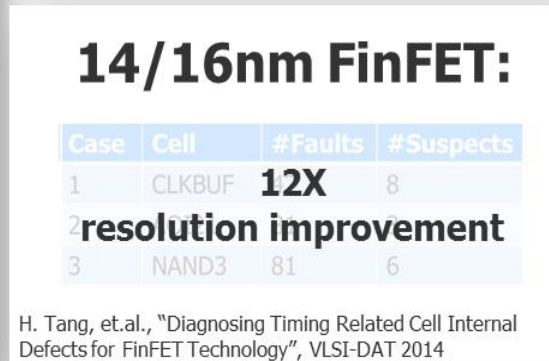 14/16nm FinFET:
Case Cell #Faults #Suspects
1 CLKBUF 8
12X
2
resolution improvement
3 NAND3 81 6
H. Tang, et.al., “Diagnosing Timing Related Cell Internal
Defects for FinFET Technology”, VLSI-DAT 2014